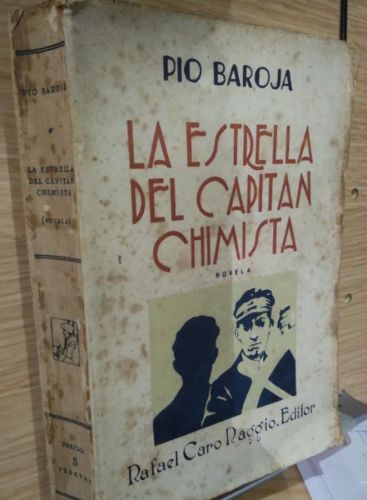 PIO BAROJA
LA ESTRELLA
DEL CAPITAN
CHIMISTA
NOVELA
Rafael Caro Raggio. Editor
PIO BAROJA
*
LA ESTRELLA
DEL CAPITAN
CHIMISTA
(NOVELA)
PRECIO:
5
PESETAS